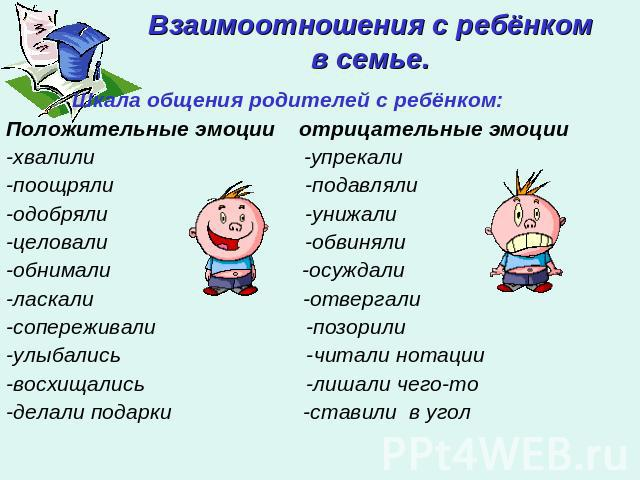 Взаимоотношения с ребёнком
в семье.
Шкала общения родителей с ребёнком:
Положительные эмоции отрицательные эмоции
-хвалили -упрекали
-поощряли -подавляли
-одобряли -унижали
-целовали -обвиняли
-обнимали -осуждали
-ласкали -отвергали
-сопереживали -позорили
-улыбались -читали нотации
-восхищались -лишали чего-то
-делали подарки -ставили в угол
PPt4WEB.ru